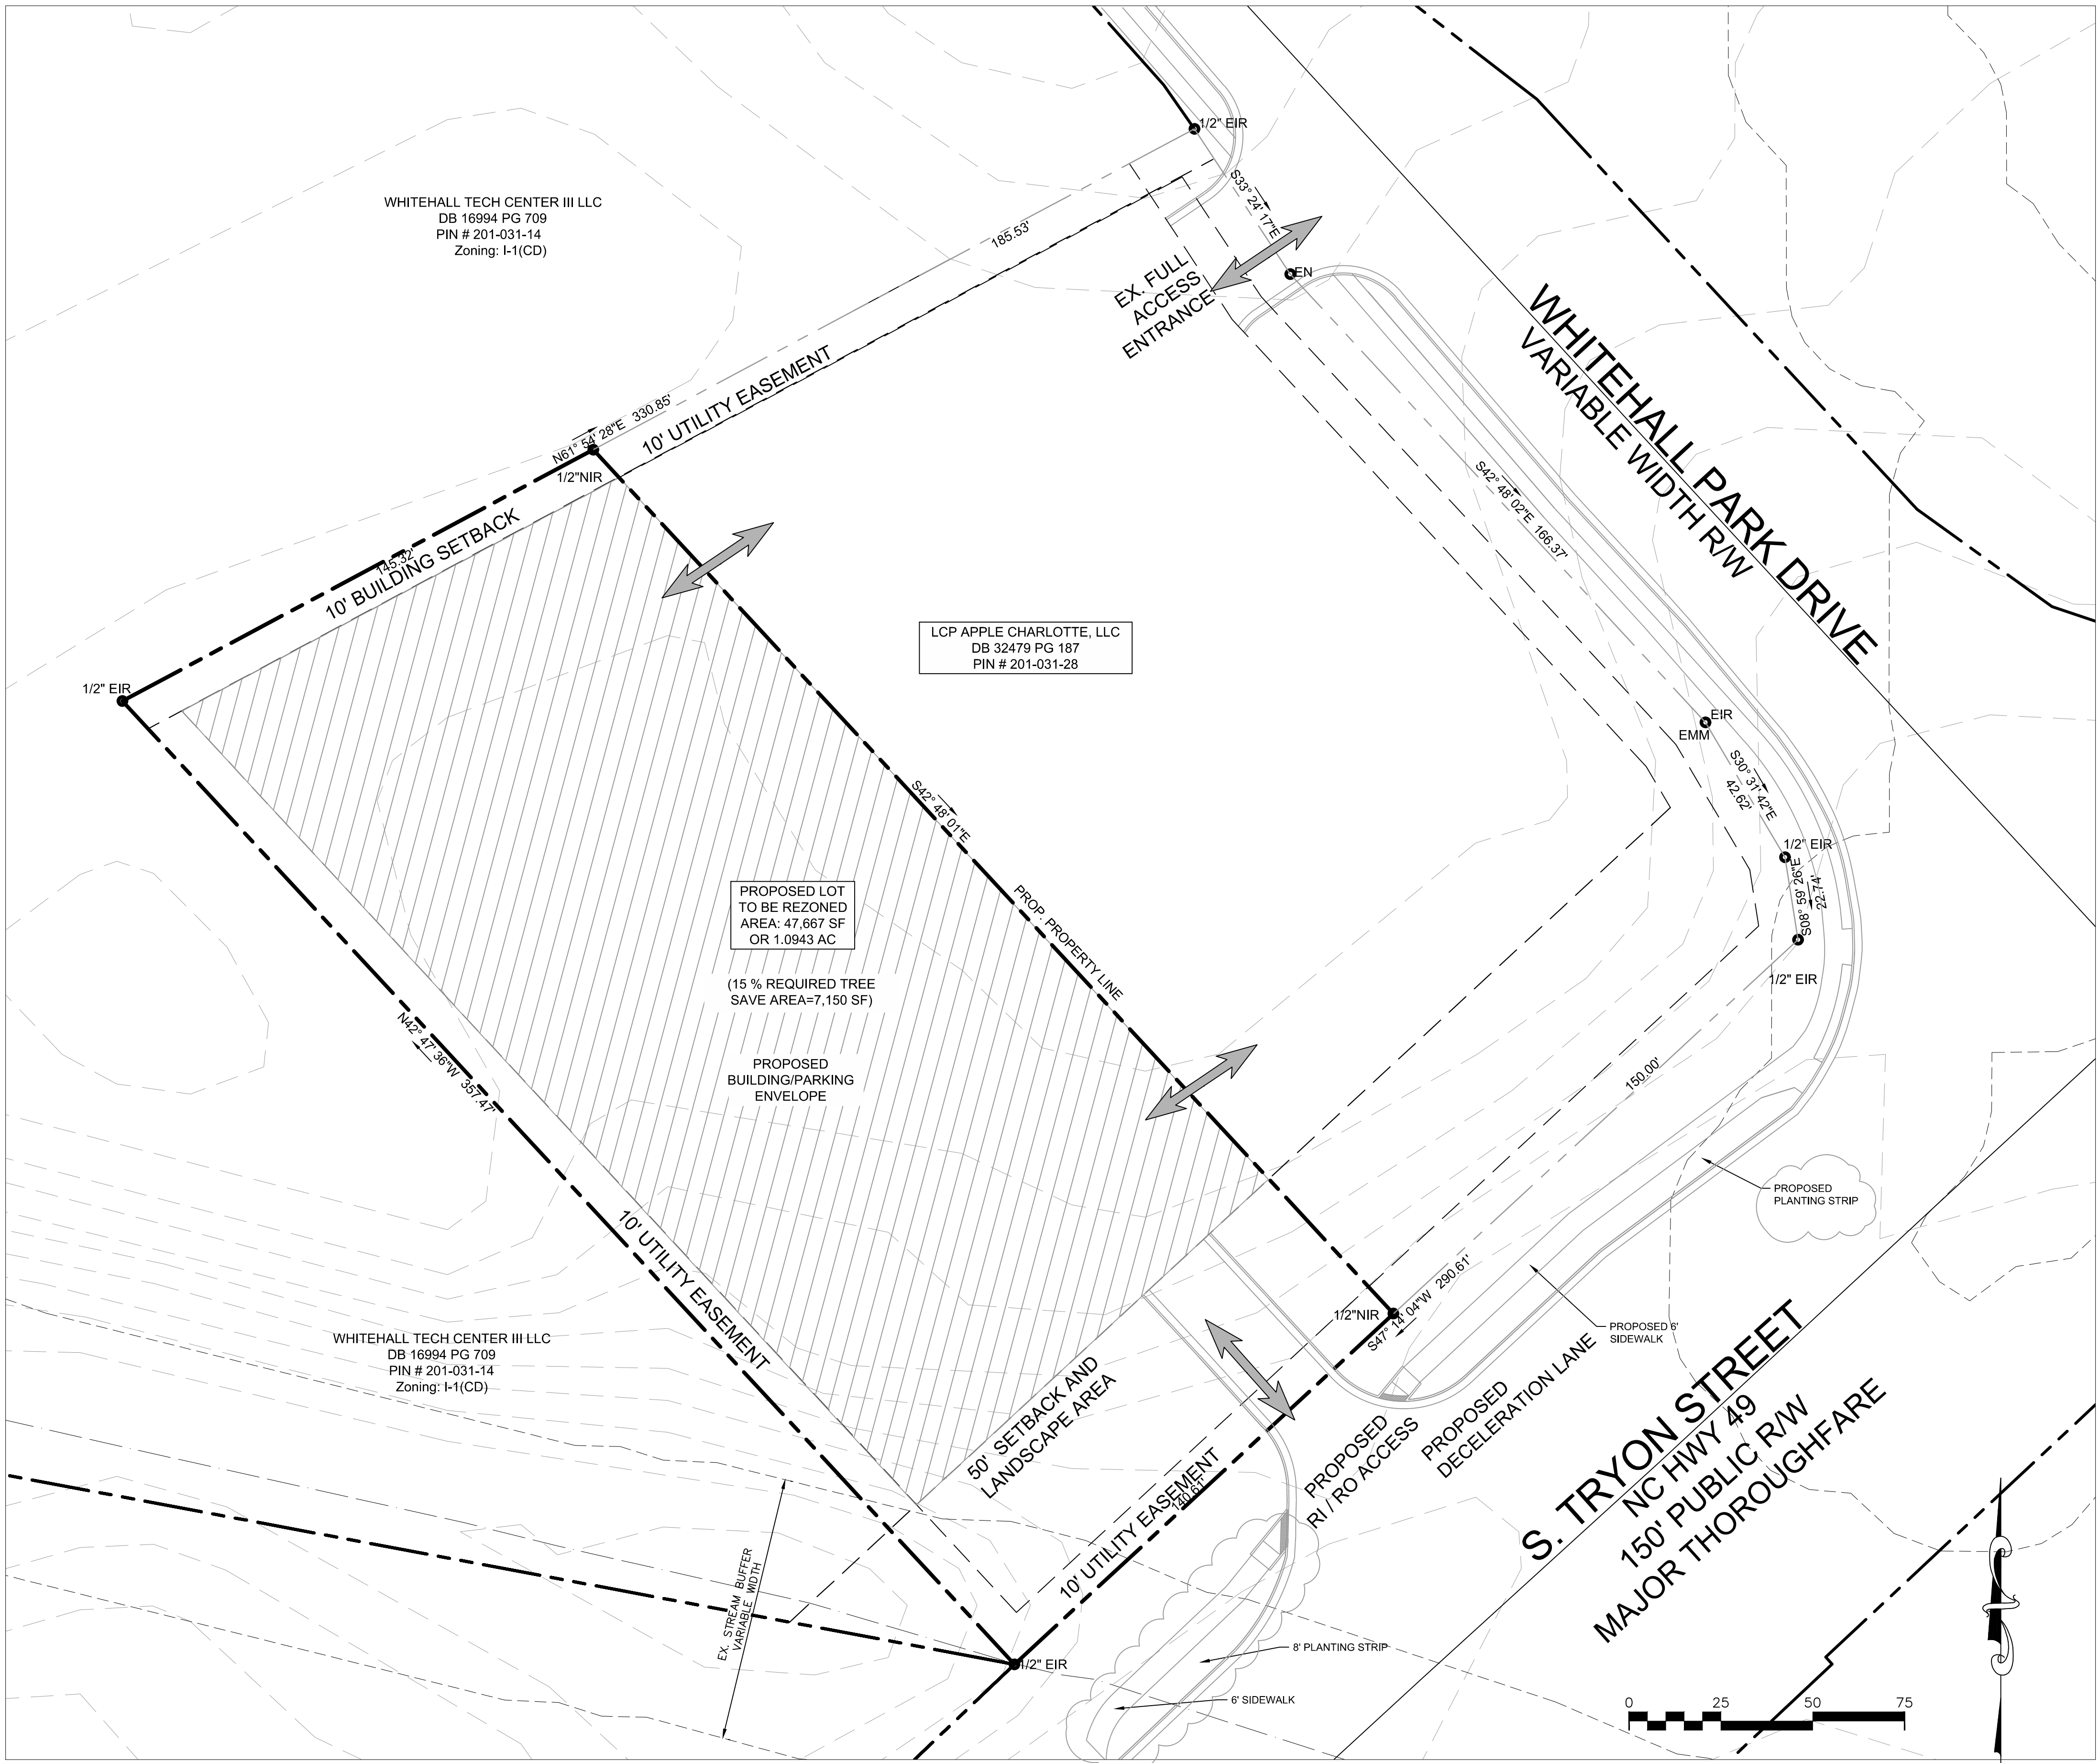 1/2" EIR
WHITEHALL TECH CENTER III LLC
DB 16994 PG 709
PIN # 201-031-14
Zoning: I-1(CD)
185.53'
S33° 24' 17"E
EN
EX. FULL
ACCESS
ENTRANCE
WHITEHALL PARK DRIVE
VARIABLE WIDTH R/W
N61° 54' 28"E 330.85'
10' UTILITY EASEMENT
1/2"NIR
145.32'
10' BUILDING SETBACK
S42° 48' 02"E 166.37'
LCP APPLE CHARLOTTE, LLC
DB 32479 PG 187
PIN # 201-031-28
1/2" EIR
EIR
EMM
S30° 31' 42"E
42.62'
S42° 48' 01"E
1/2" EIR
S08° 59' 26"E
22.74'
1/2" EIR
PROPOSED LOT
TO BE REZONED
AREA: 47,667 SF
OR 1.0943 AC
PROP. PROPERTY LINE
(15 % REQUIRED TREE
SAVE AREA=7,150 SF)
N42° 47' 36"W 357.47'
PROPOSED
BUILDING/PARKING
ENVELOPE
150.00'
PROPOSED
PLANTING STRIP
10' UTILITY EASEMENT
1/2"NIR
S47° 14' 04"W 290.61'
PROPOSED 6'
SIDEWALK
WHITEHALL TECH CENTER III LLC
DB 16994 PG 709
PIN # 201-031-14
Zoning: I-1(CD)
50' SETBACK AND
LANDSCAPE AREA
PROPOSED
RI / RO ACCESS
PROPOSED
DECELERATION LANE
S. TRYON STREET
NC HWY 49
150' PUBLIC R/W
MAJOR THOROUGHFARE
10' UTILITY EASEMENT
140.61'
EX. STREAM BUFFER
VARIABLE WIDTH
1/2" EIR
8' PLANTING STRIP
6' SIDEWALK
0 25 50 75